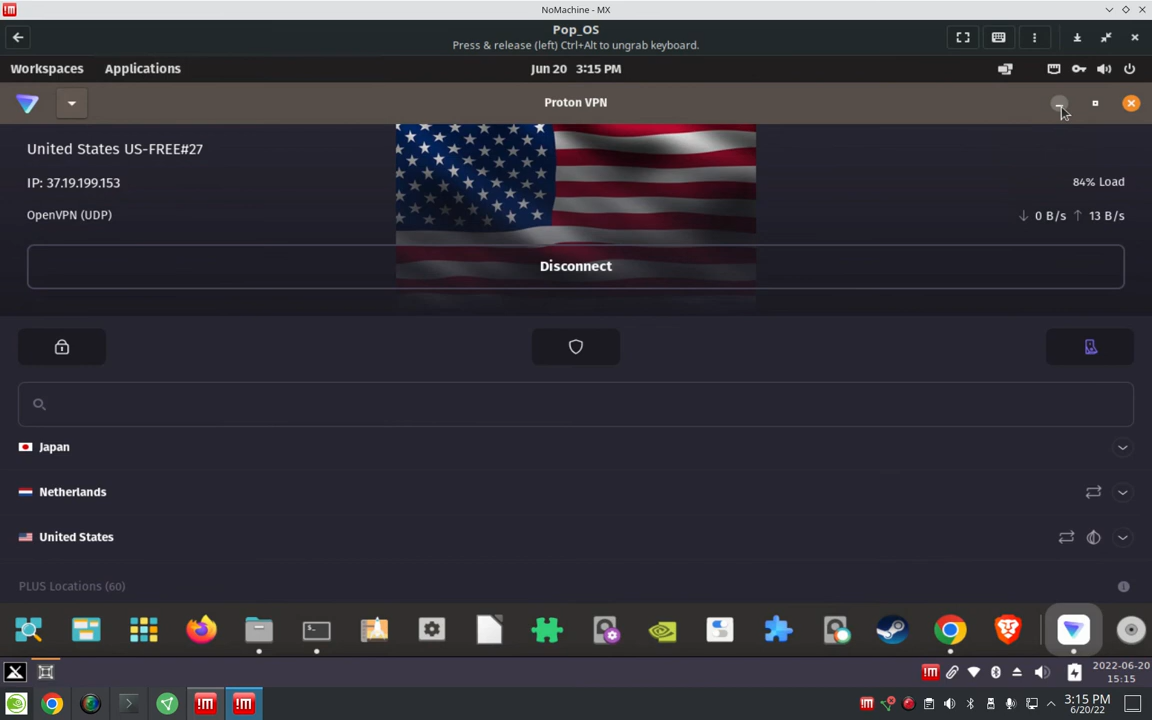 NoMachine - MX
Pop_OS
Press & release (left) Ctrl+Alt to ungrab keyboard.
Workspaces Applications Jun 20 3:15 PM
Proton VPN
United States US-FREE#27
IP: 37.19.199.153 84% Load
OpenVPN (UDP) ↓ 0 B/s ↑ 13 B/s
Disconnect
Japan
Netherlands
United States
PLUS Locations (60)
2022-06-20
15:15
3:15 PM
6/20/22